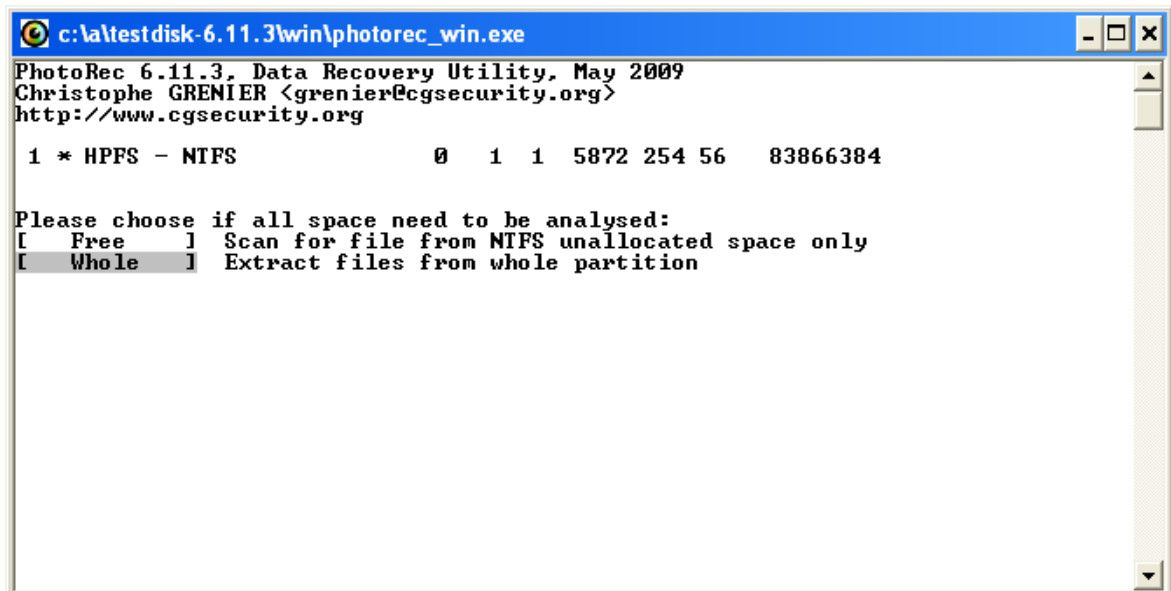 c:\a\testdisk-6.11.3\win\photorec_win.exe
PhotoRec 6.11.3, Data Recovery Utility, May 2009
Christophe GRENIER <grenier@cgsecurity.org>
http://www.cgsecurity.org
1 * HPFS - NTFS 0 1 1 5872 254 56 83866384
Please choose if all space need to be analysed:
[ Free ] Scan for file from NTFS unallocated space only
[ Whole ] Extract files from whole partition